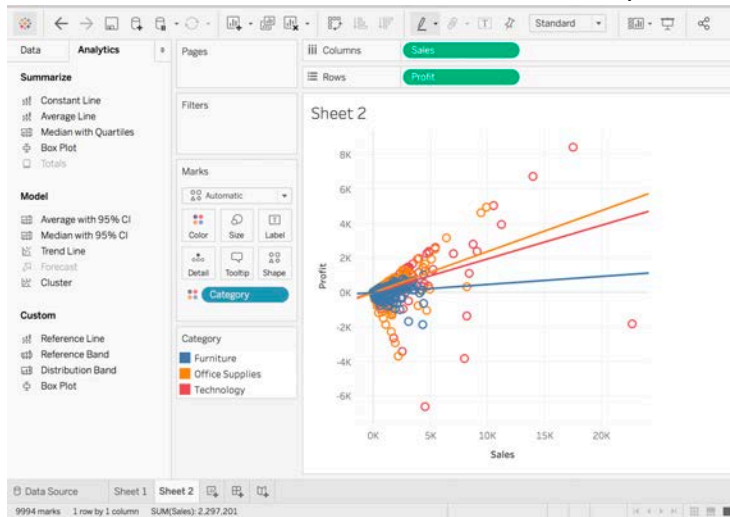 Standard
Data
Analytics
Pages
Columns
Sales
Rows
Profit
Summarize
Constant Line
Average Line
Median with Quartiles
Box Plot
Totals
Model
Average with 95% CI
Median with 95% CI
Trend Line
Forecast
Cluster
Custom
Reference Line
Reference Band
Distribution Band
Box Plot
Filters
Marks
Automatic
Color
Size
Label
Detail
Tooltip
Shape
Category
Category
Furniture
Office Supplies
Technology
Sheet 2
8K
6K
4K
2K
0K
-2K
-4K
-6K
Profit
0K
5K
10K
15K
20K
Sales
Data Source
Sheet 1
Sheet 2
9994 marks
1 row by 1 column
SUM(Sales): 2,297,201